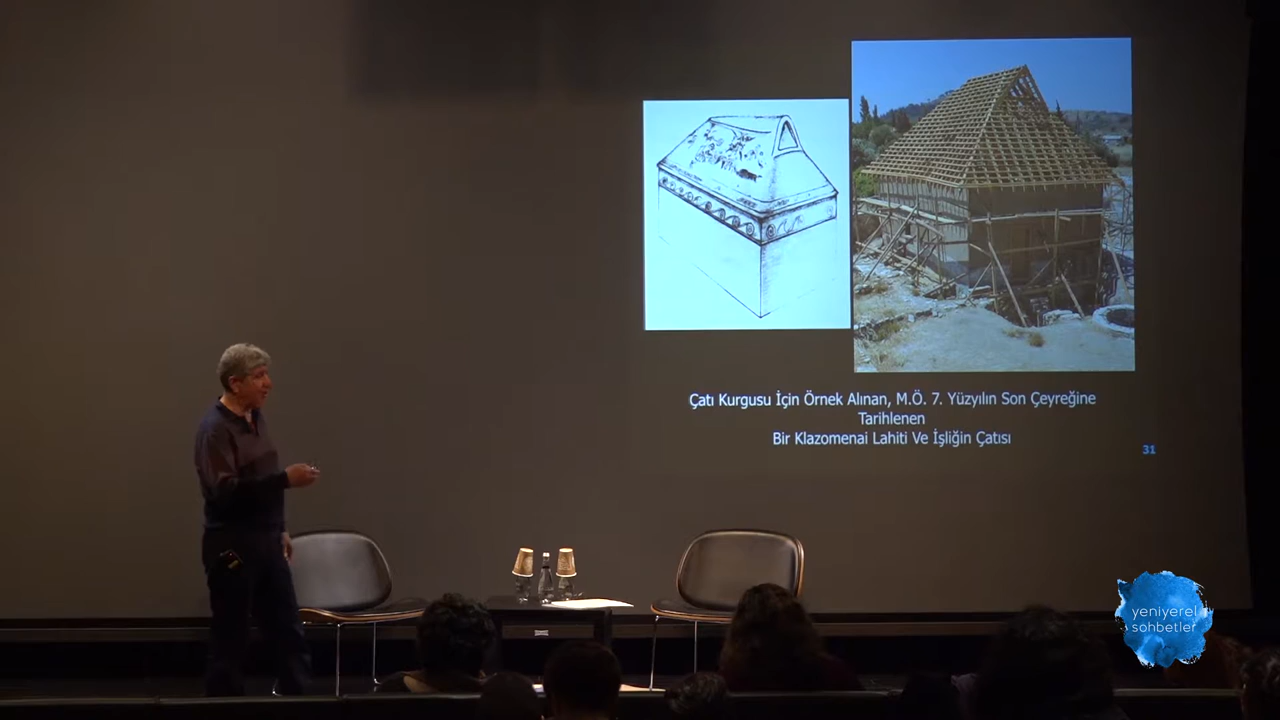 Çatı Kurgusu İçin Örnek Alınan, M.Ö. 7. Yüzyılın Son Çeyreğine
Tarihlenen
Bir Klazomenai Lahiti Ve İşliğin Çatısı
31
yeniyerel
sohbetler